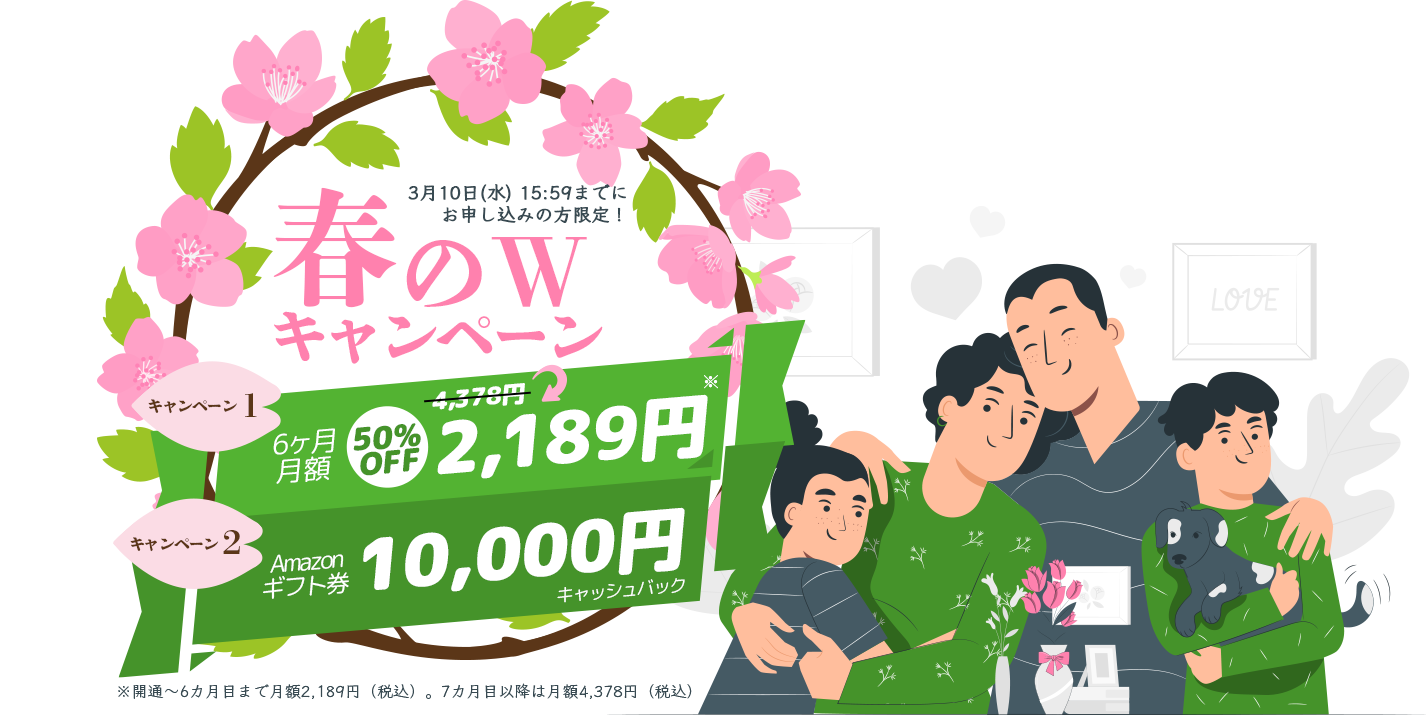 3月10日(水) 15:59までに
お申し込みの方限定！
春のW
キャンペーン
キャンペーン 1
4,378円
※
6ヶ月
月額
50%
OFF
2,189円
キャンペーン 2
Amazon
ギフト券
10,000円
キャッシュバック
※開通～6カ月目まで月額2,189円（税込）。7カ月目以降は月額4,378円（税込）
LOVE